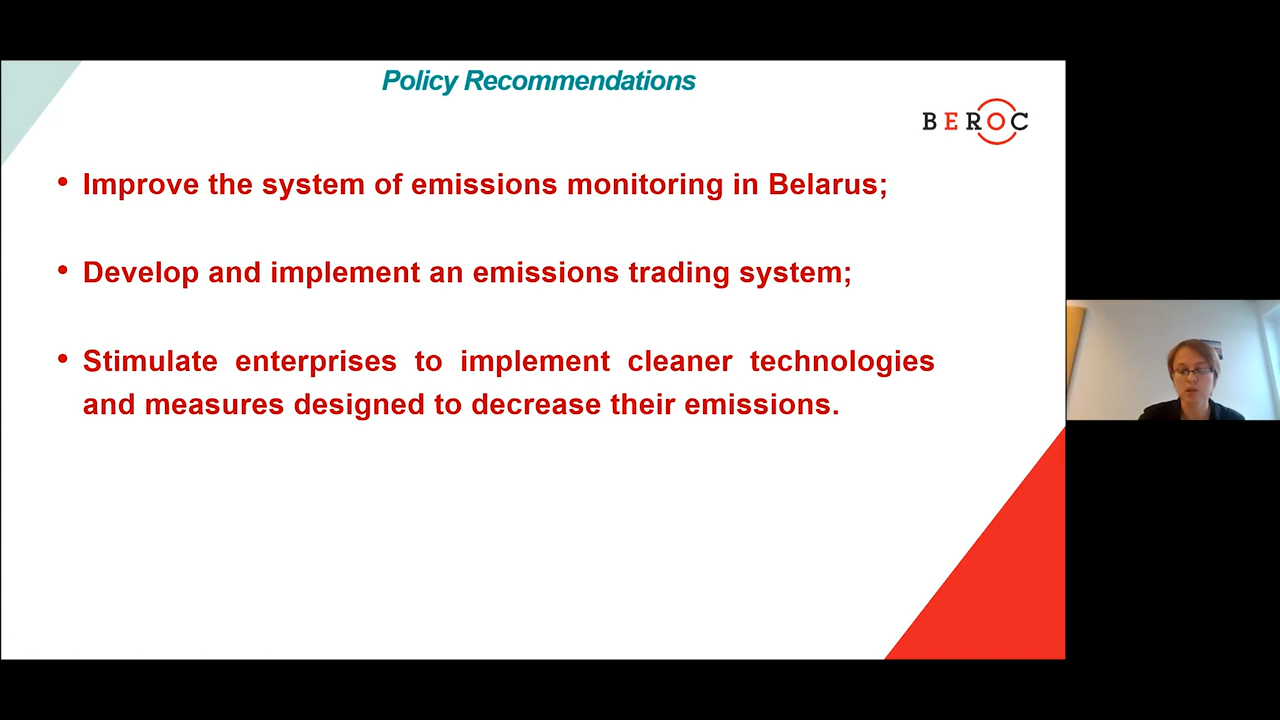 Policy Recommendations
BEROC
• Improve the system of emissions monitoring in Belarus;
• Develop and implement an emissions trading system;
• Stimulate enterprises to implement cleaner technologies
and measures designed to decrease their emissions.